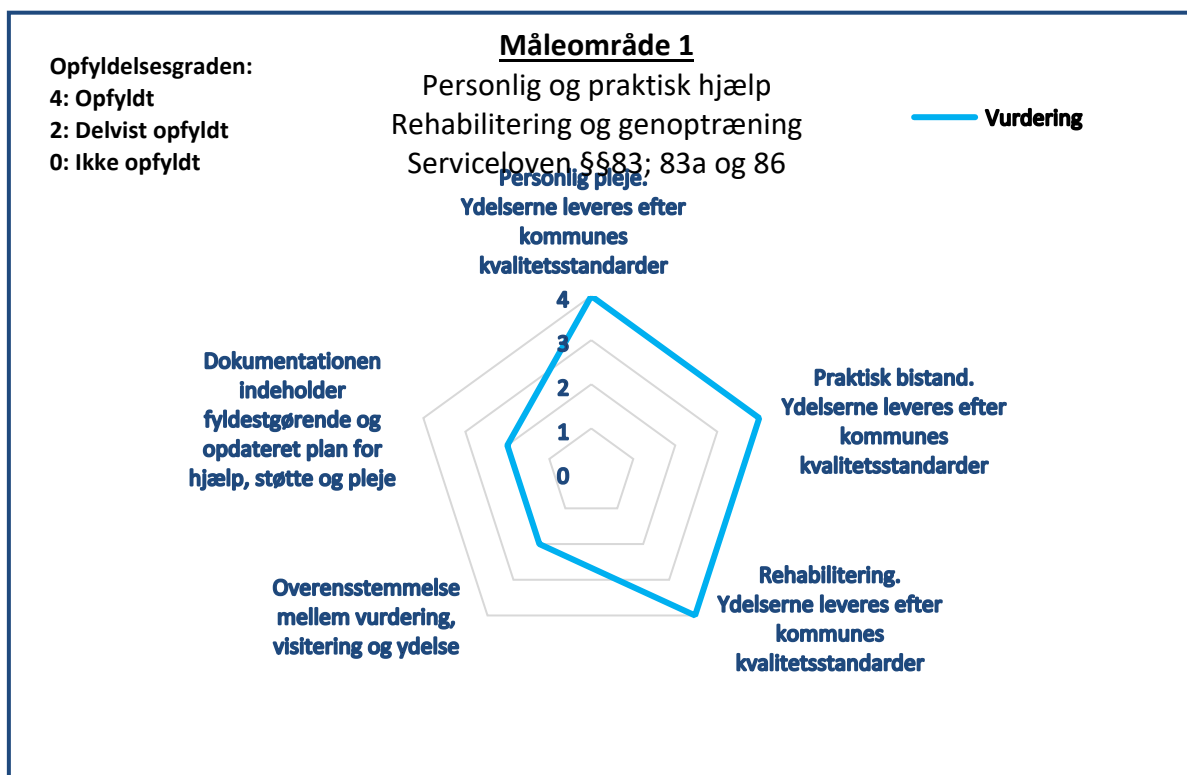 Opfyldelsesgraden:
4: Opfyldt
2: Delvist opfyldt
0: Ikke opfyldt
Måleområde 1
Personlig og praktisk hjælp
Rehabilitering og genoptræning
Serviceloven §§83; 83a og 86
Vurdering
Personlig pleje.
Ydelserne leveres efter
kommunes
kvalitetsstandarder
4
3
2
1
0
Praktisk bistand.
Ydelserne leveres efter
kommunes
kvalitetsstandarder
Rehabilitering.
Ydelserne leveres efter
kommunes
kvalitetsstandarder
Overensstemmelse
mellem vurdering,
visitering og ydelse
Dokumentationen
indeholder
fyldestgørende og
opdateret plan for
hjælp, støtte og pleje